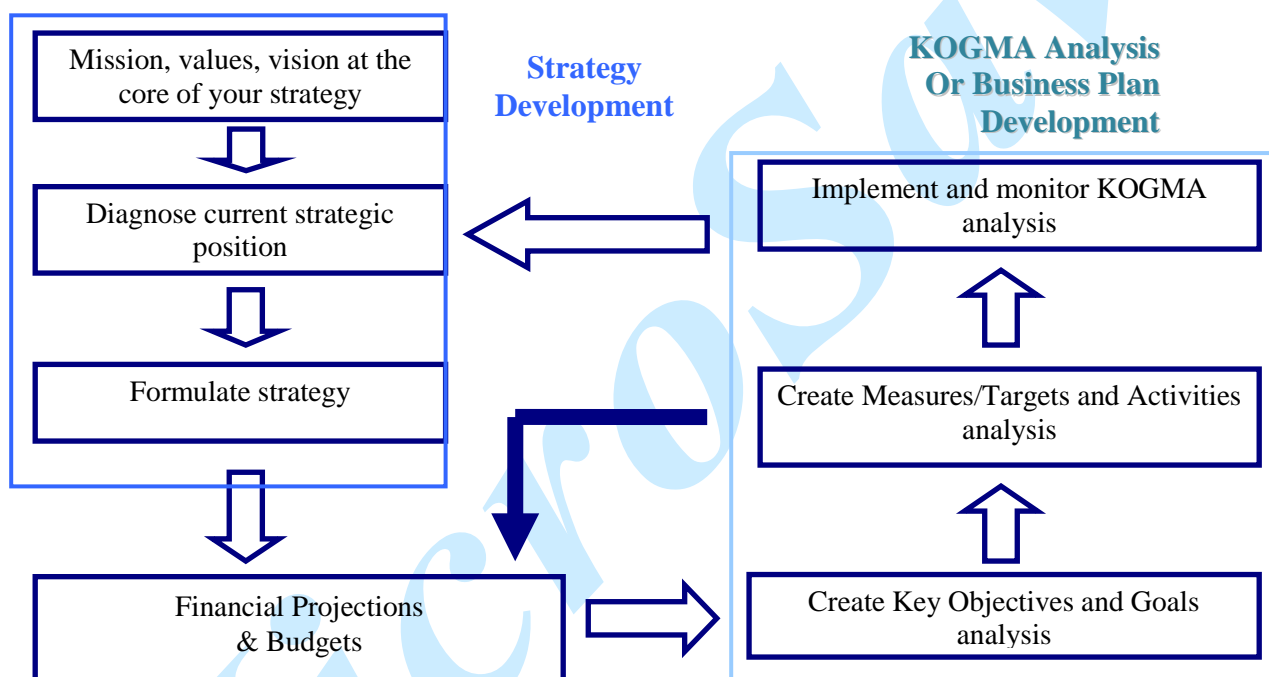 Mission, values, vision at the
core of your strategy
Strategy
Development
KOGMA Analysis
Or Business Plan
Development
Diagnose current strategic
position
Implement and monitor KOGMA
analysis
Formulate strategy
Create Measures/Targets and Activities
analysis
Financial Projections
& Budgets
Create Key Objectives and Goals
analysis
icroSa